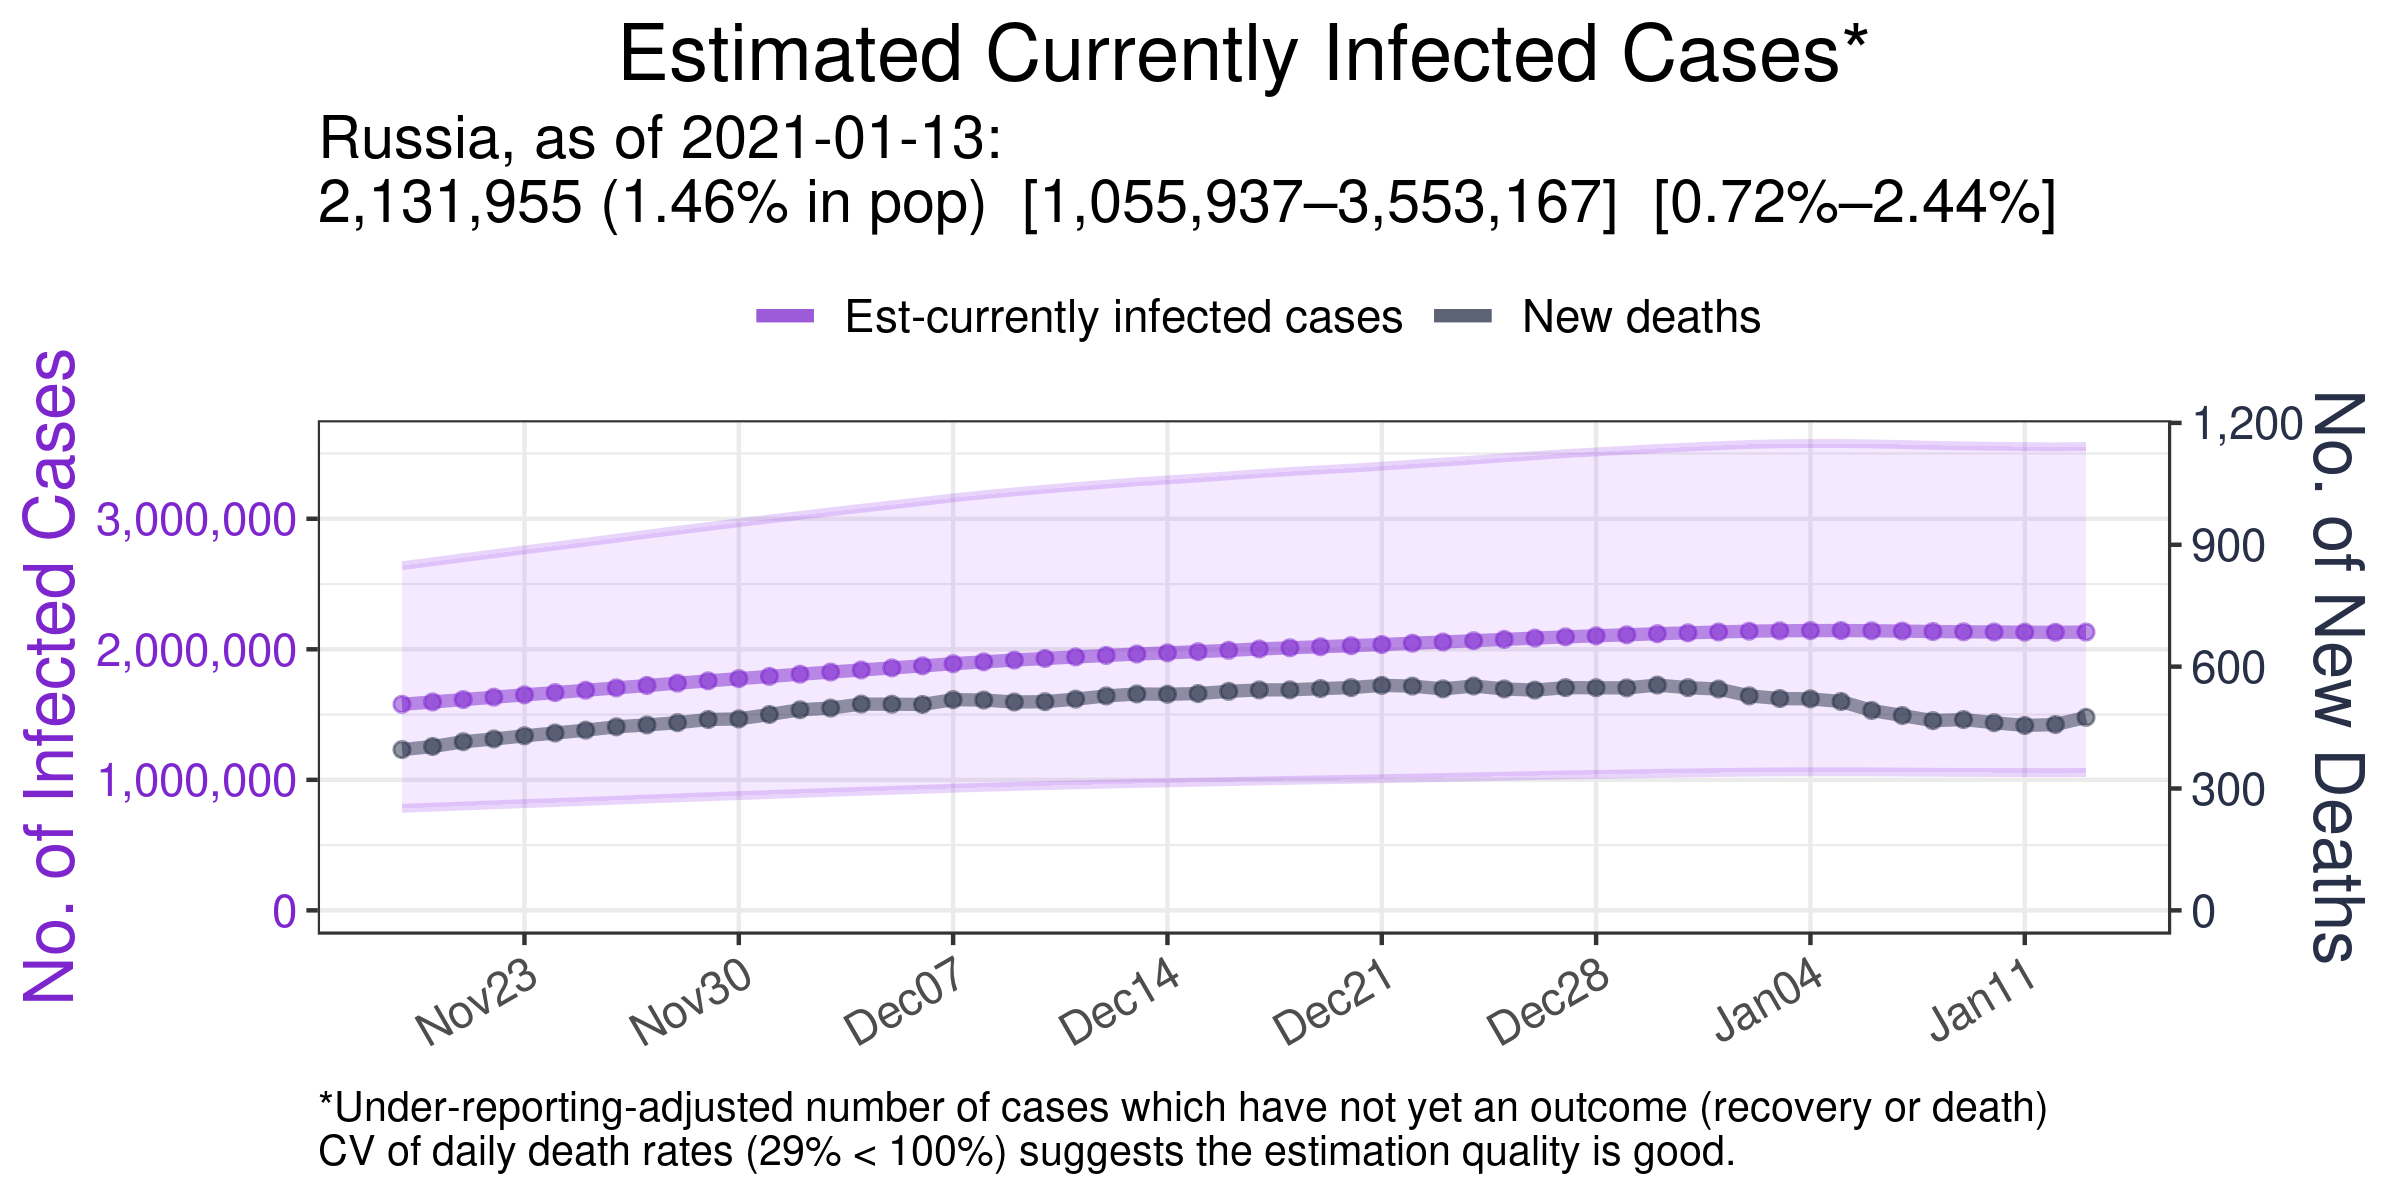 Estimated Currently Infected Cases*
Russia, as of 2021-01-13:
2,131,955 (1.46% in pop)  [1,055,937–3,553,167]  [0.72%–2.44%]
Est-currently infected cases
New deaths
No. of Infected Cases
3,000,000
2,000,000
1,000,000
0
1,200
900
600
300
0
No. of New Deaths
Nov23
Nov30
Dec07
Dec14
Dec21
Dec28
Jan04
Jan11
*Under-reporting-adjusted number of cases which have not yet an outcome (recovery or death)
CV of daily death rates (29% < 100%) suggests the estimation quality is good.